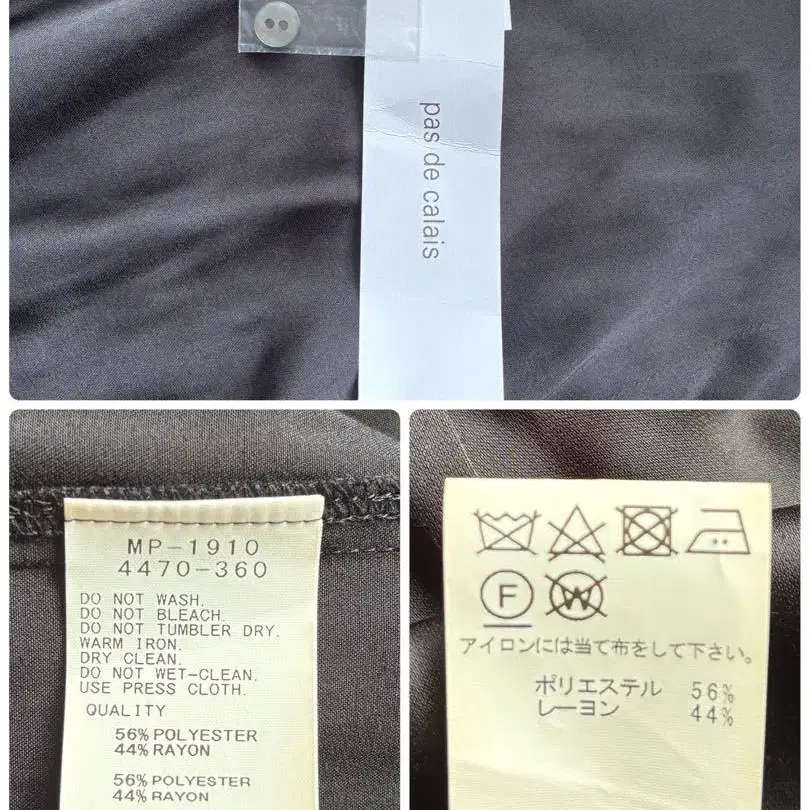 pas de calais
MP-1910
4470-360
DO NOT WASH.
DO NOT BLEACH.
DO NOT TUMBLER DRY.
WARM IRON.
DRY CLEAN.
DO NOT WET-CLEAN.
USE PRESS CLOTH.
QUALITY
56% POLYESTER
44% RAYON
56% POLYESTER
44% RAYON
F W
アイロンには当て布をして下さい。
ポリエステル 56%
レーヨン 44%